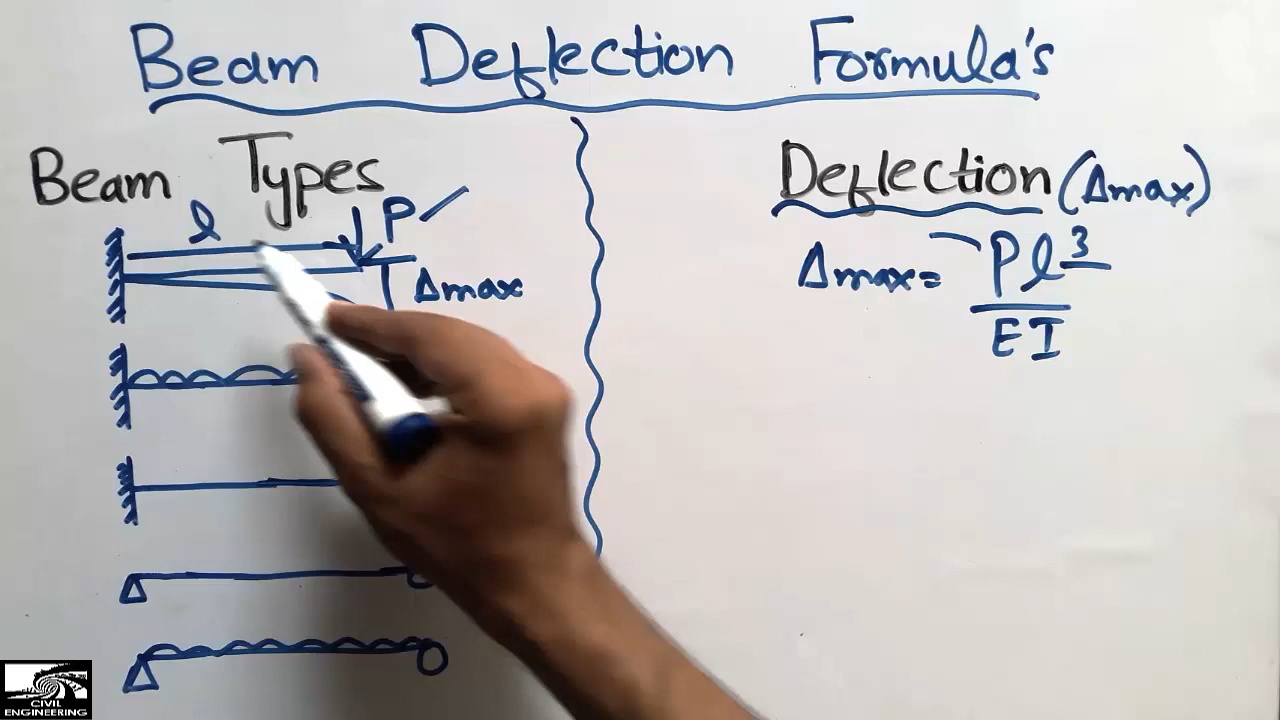 Beam Deflection Formula's
Beam Types
Deflection (Δmax)
l
P
Δmax
Δmax = Pl³
EI
CIVIL
ENGINEERING